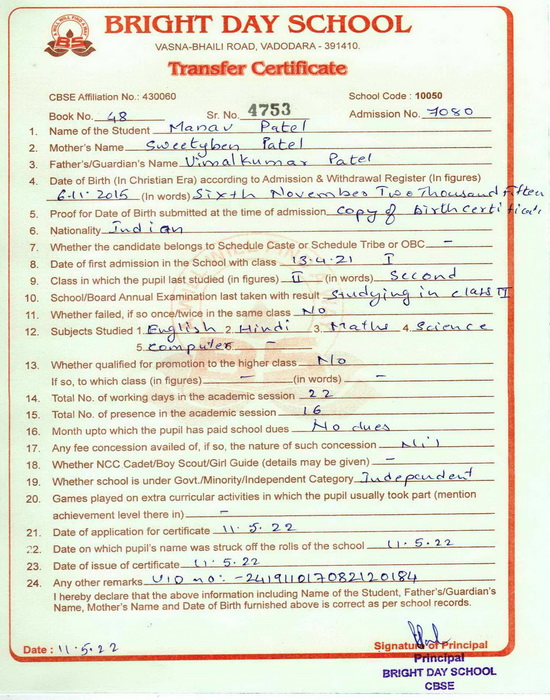 BRIGHT DAY SCHOOL
VASNA-BHAILI ROAD, VADODARA - 391410.
Transfer Certificate
CBSE Affiliation No.: 430060 School Code : 10050
Book No. 48 Sr. No. 4753 Admission No. 7080
1. Name of the Student Manav Patel
2. Mother's Name Sweetyben Patel
3. Father's/Guardian's Name Vimalkumar Patel
4. Date of Birth (In Christian Era) according to Admission & Withdrawal Register (In figures)
6.11.2015 (In words) Sixth November Two Thousand fifteen
5. Proof for Date of Birth submitted at the time of admission copy of birth certificate
6. Nationality Indian
7. Whether the candidate belongs to Schedule Caste or Schedule Tribe or OBC –
8. Date of first admission in the School with class 13.4.21 I
9. Class in which the pupil last studied (in figures) II (in words) Second
10. School/Board Annual Examination last taken with result studying in class II
11. Whether failed, if so once/twice in the same class No
12. Subjects Studied 1. English 2. Hindi 3. Maths 4. Science
5. Computer –
13. Whether qualified for promotion to the higher class No
If so, to which class (in figures) – (in words) –
14. Total No. of working days in the academic session 22
15. Total No. of presence in the academic session 16
16. Month upto which the pupil has paid school dues No dues
17. Any fee concession availed of, if so, the nature of such concession Nil
18. Whether NCC Cadet/Boy Scout/Girl Guide (details may be given) –
19. Whether school is under Govt./Minority/Independent Category Independent
20. Games played on extra curricular activities in which the pupil usually took part (mention
achievement level there in) –
21. Date of application for certificate 11.5.22
22. Date on which pupil's name was struck off the rolls of the school 11.5.22
23. Date of issue of certificate 11.5.22
24. Any other remarks UID no: -241911017082120184
I hereby declare that the above information including Name of the Student, Father's/Guardian's
Name, Mother's Name and Date of Birth furnished above is correct as per school records.
Date : 11.5.22 Signature of Principal
Principal
BRIGHT DAY SCHOOL
CBSE